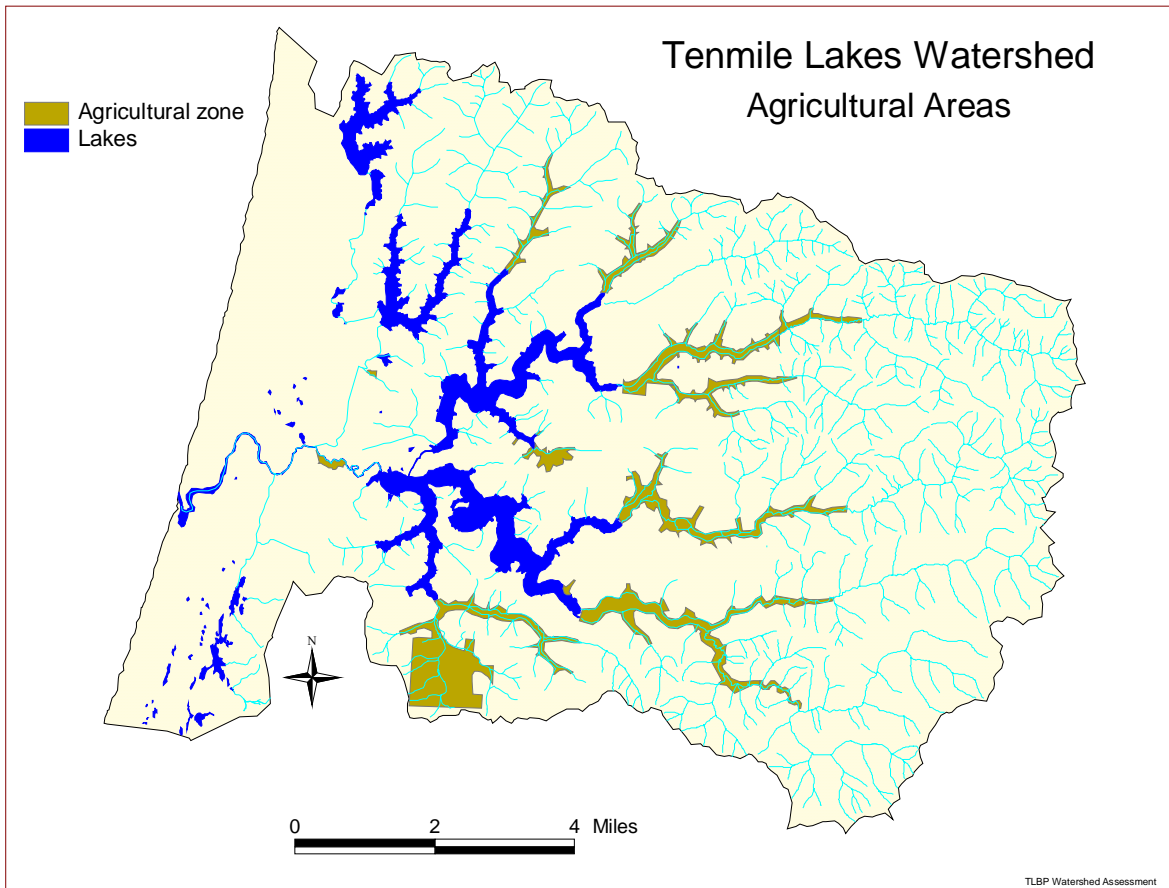 Tenmile Lakes Watershed
Agricultural Areas
Agricultural zone
Lakes
N
0 2 4 Miles
TLBP Watershed Assessment